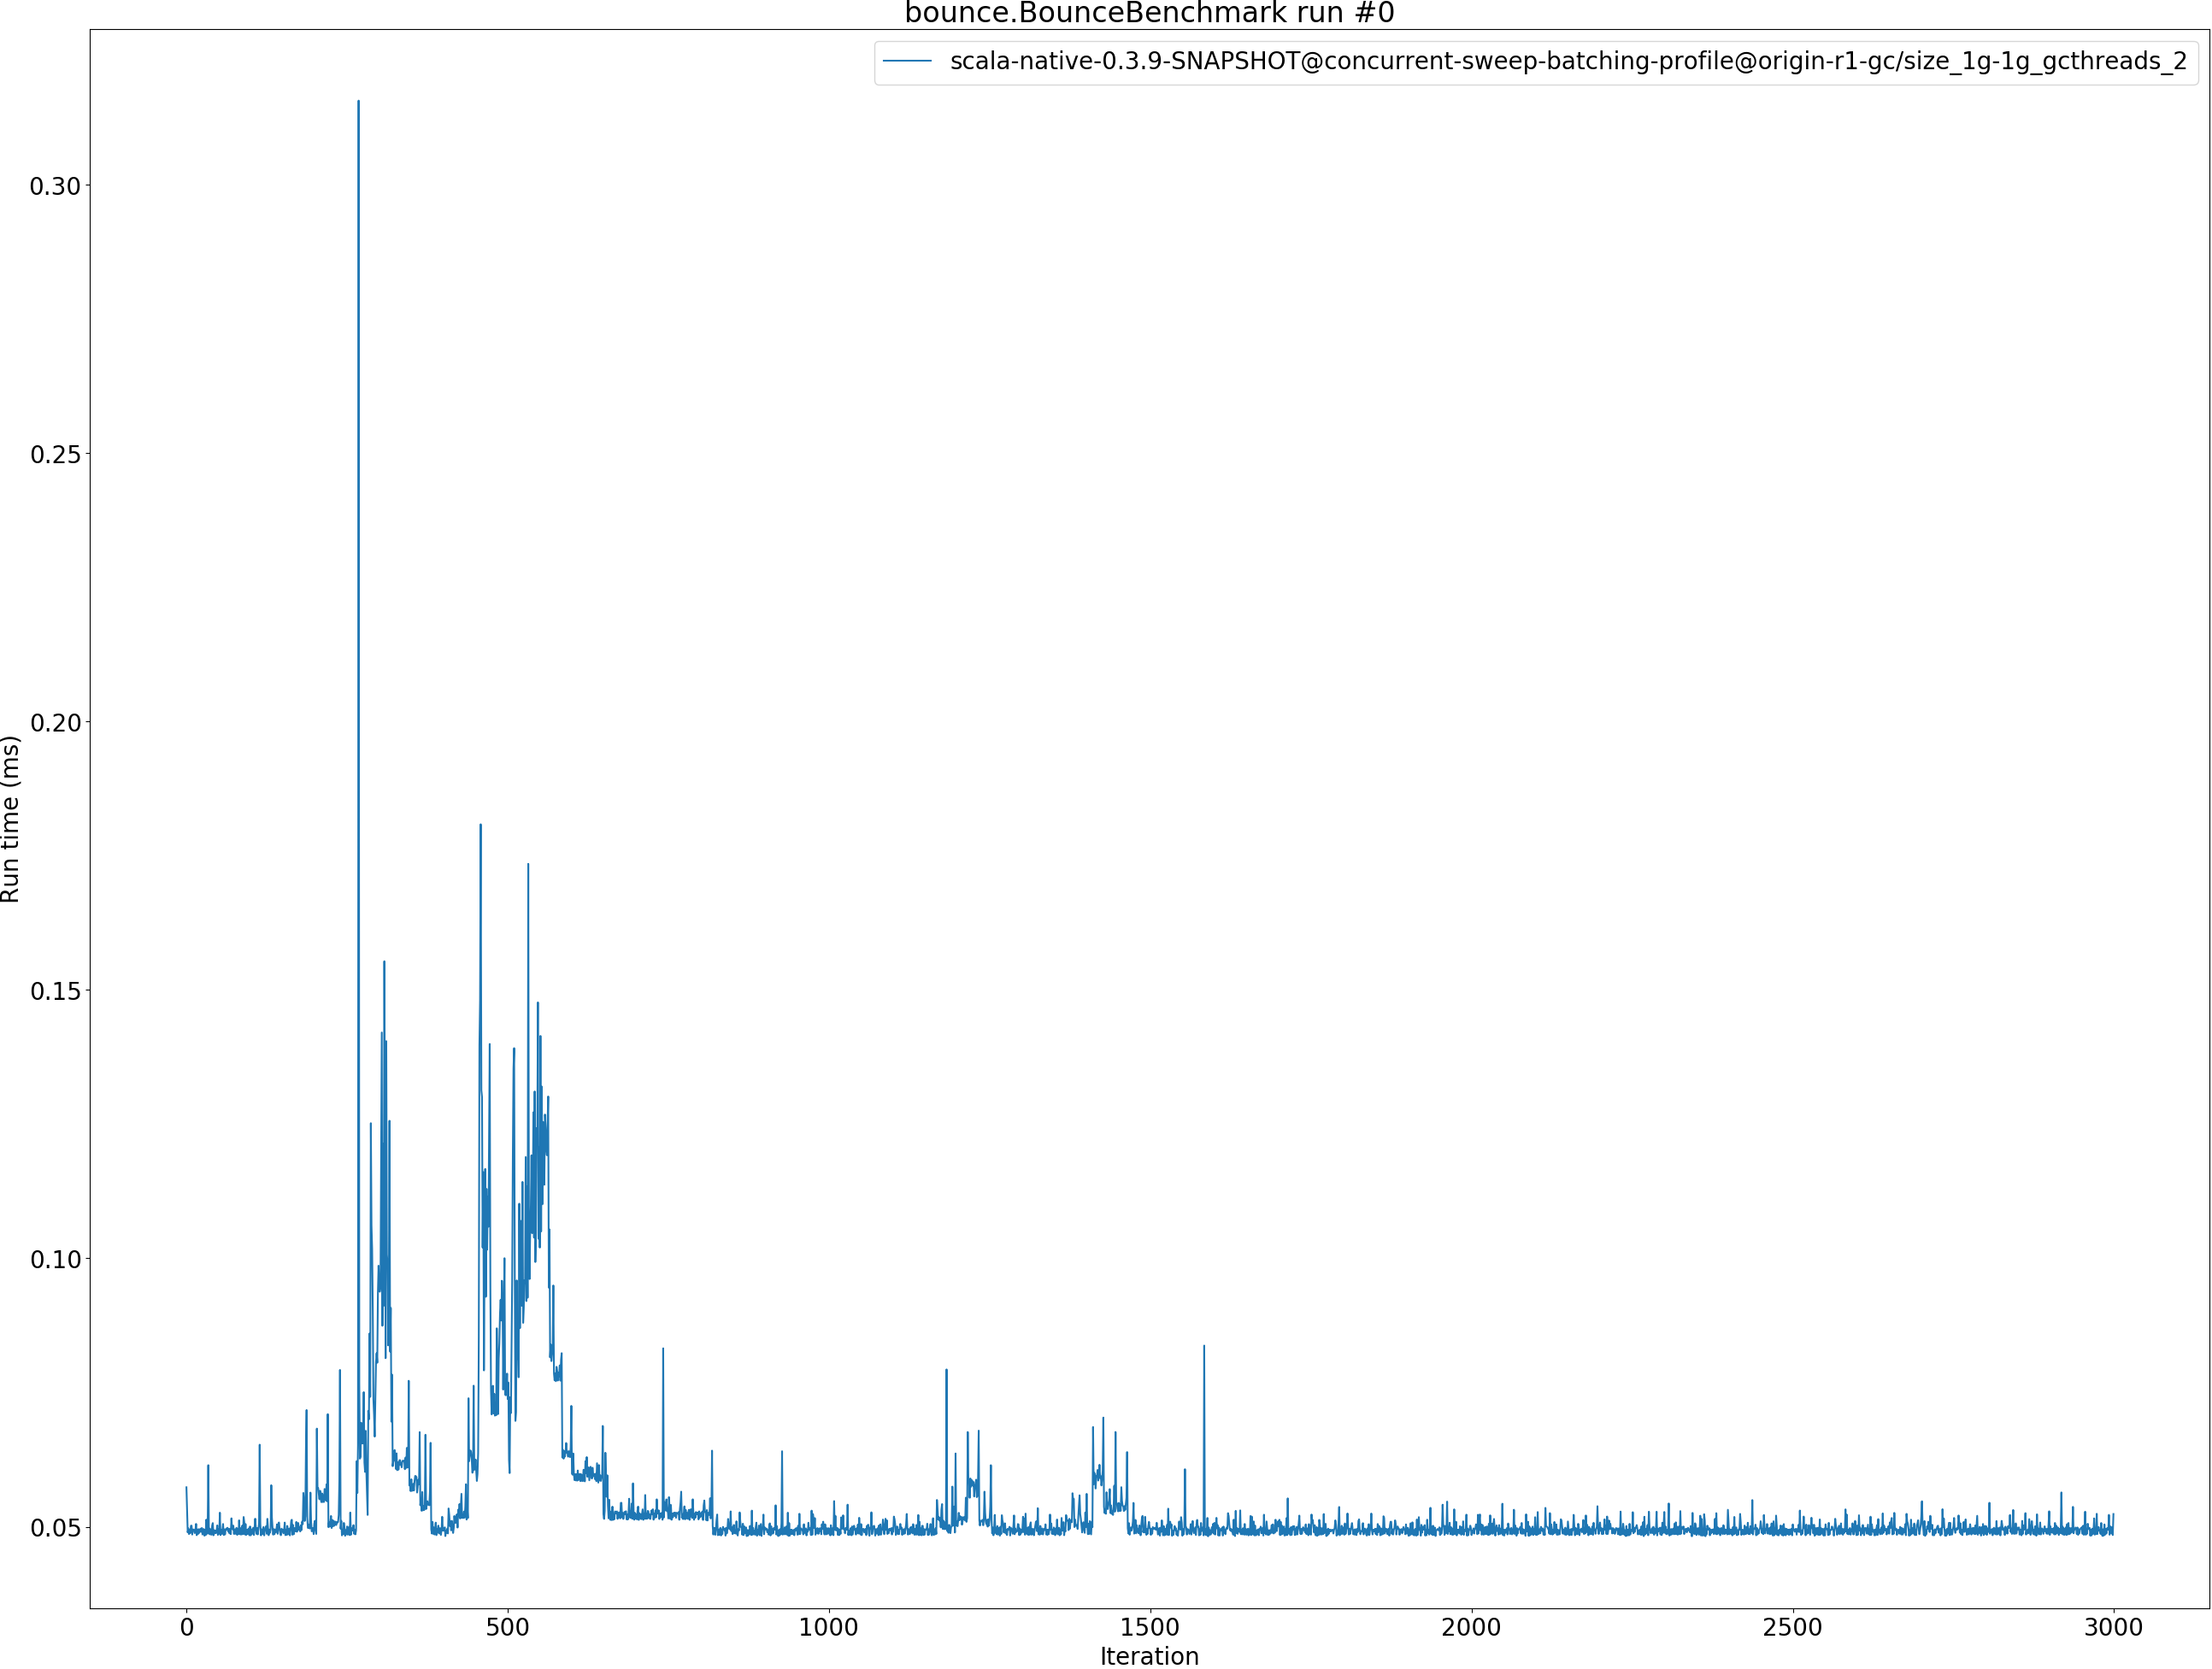 bounce.BounceBenchmark run #0
scala-native-0.3.9-SNAPSHOT@concurrent-sweep-batching-profile@origin-r1-gc/size_1g-1g_gcthreads_2
0.30
0.25
0.20
0.15
0.10
0.05
Run time (ms)
0 500 1000 1500 2000 2500 3000
Iteration